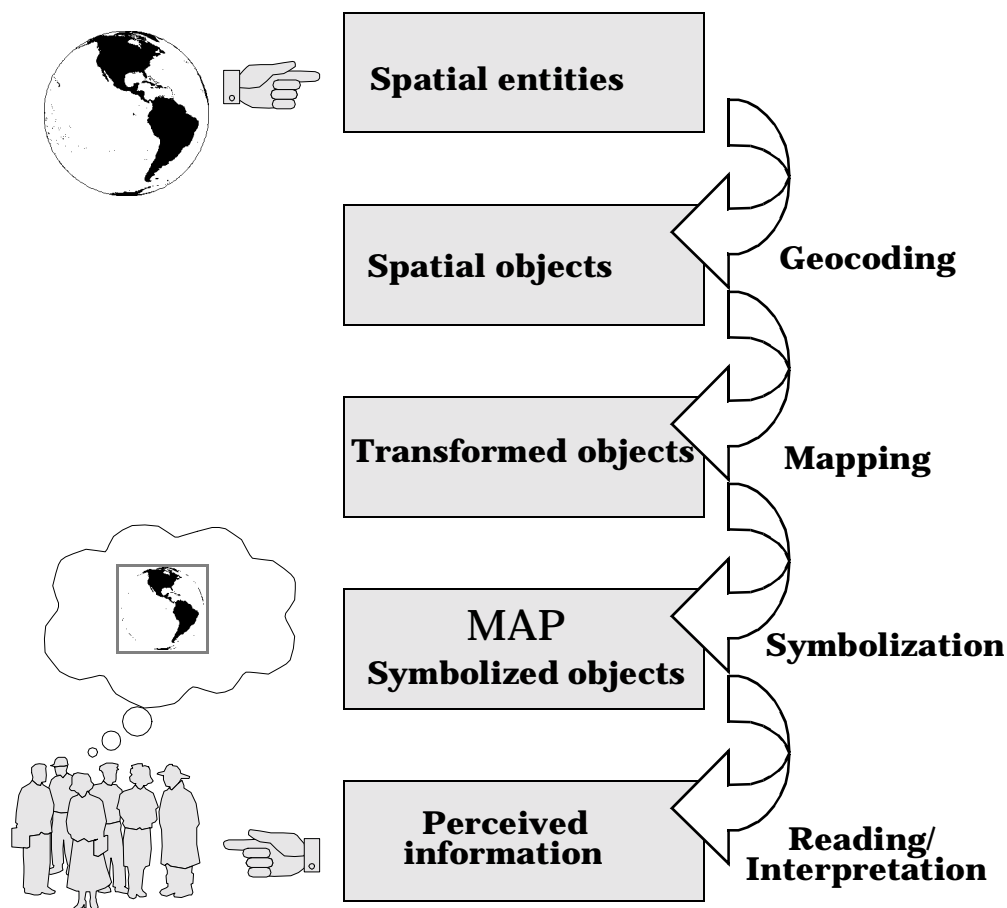 Spatial entities
Spatial objects
Geocoding
Transformed objects
Mapping
MAP
Symbolized objects
Symbolization
Perceived
information
Reading/
Interpretation